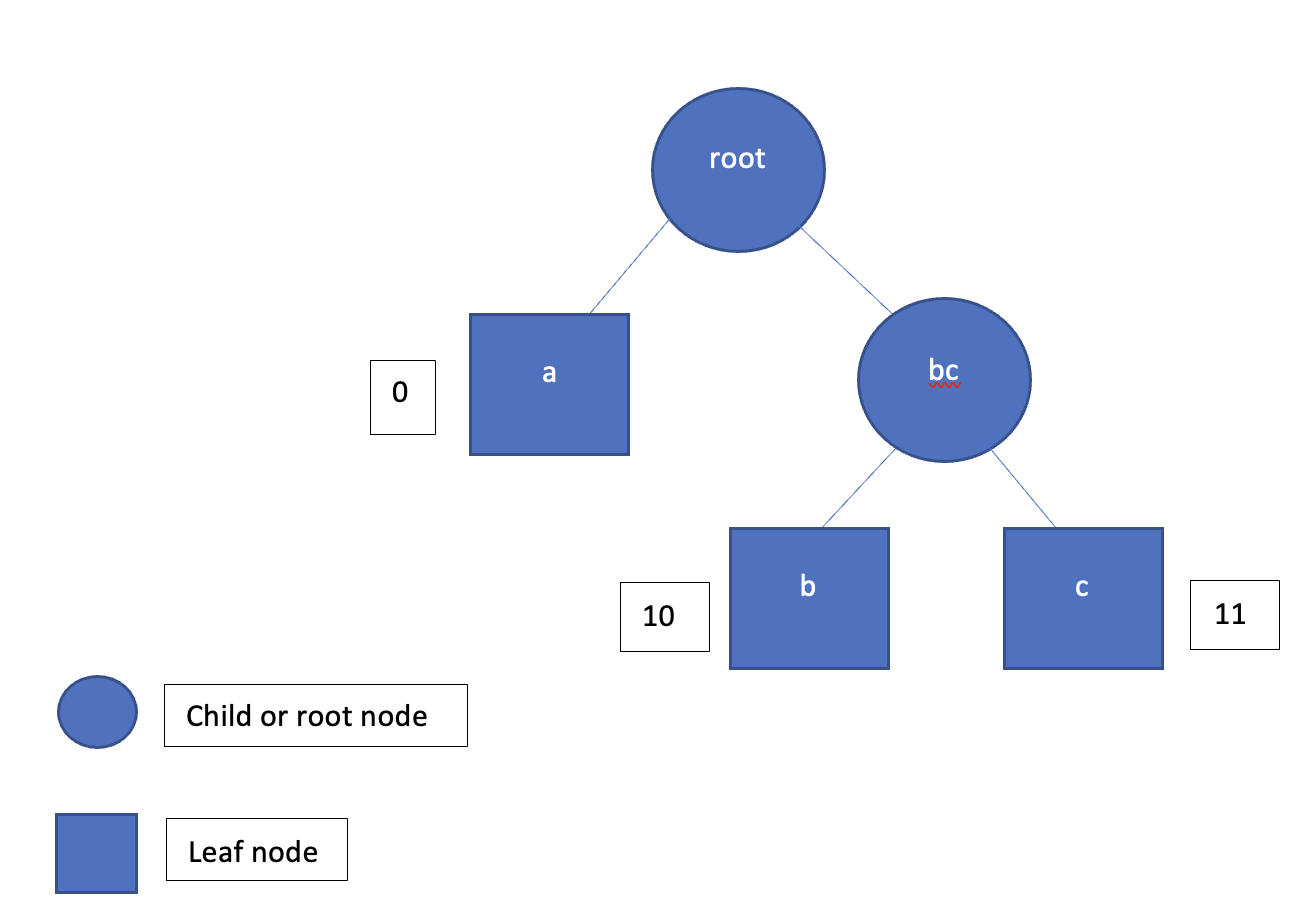 root
a
0
bc
b
c
10
11
Child or root node
Leaf node